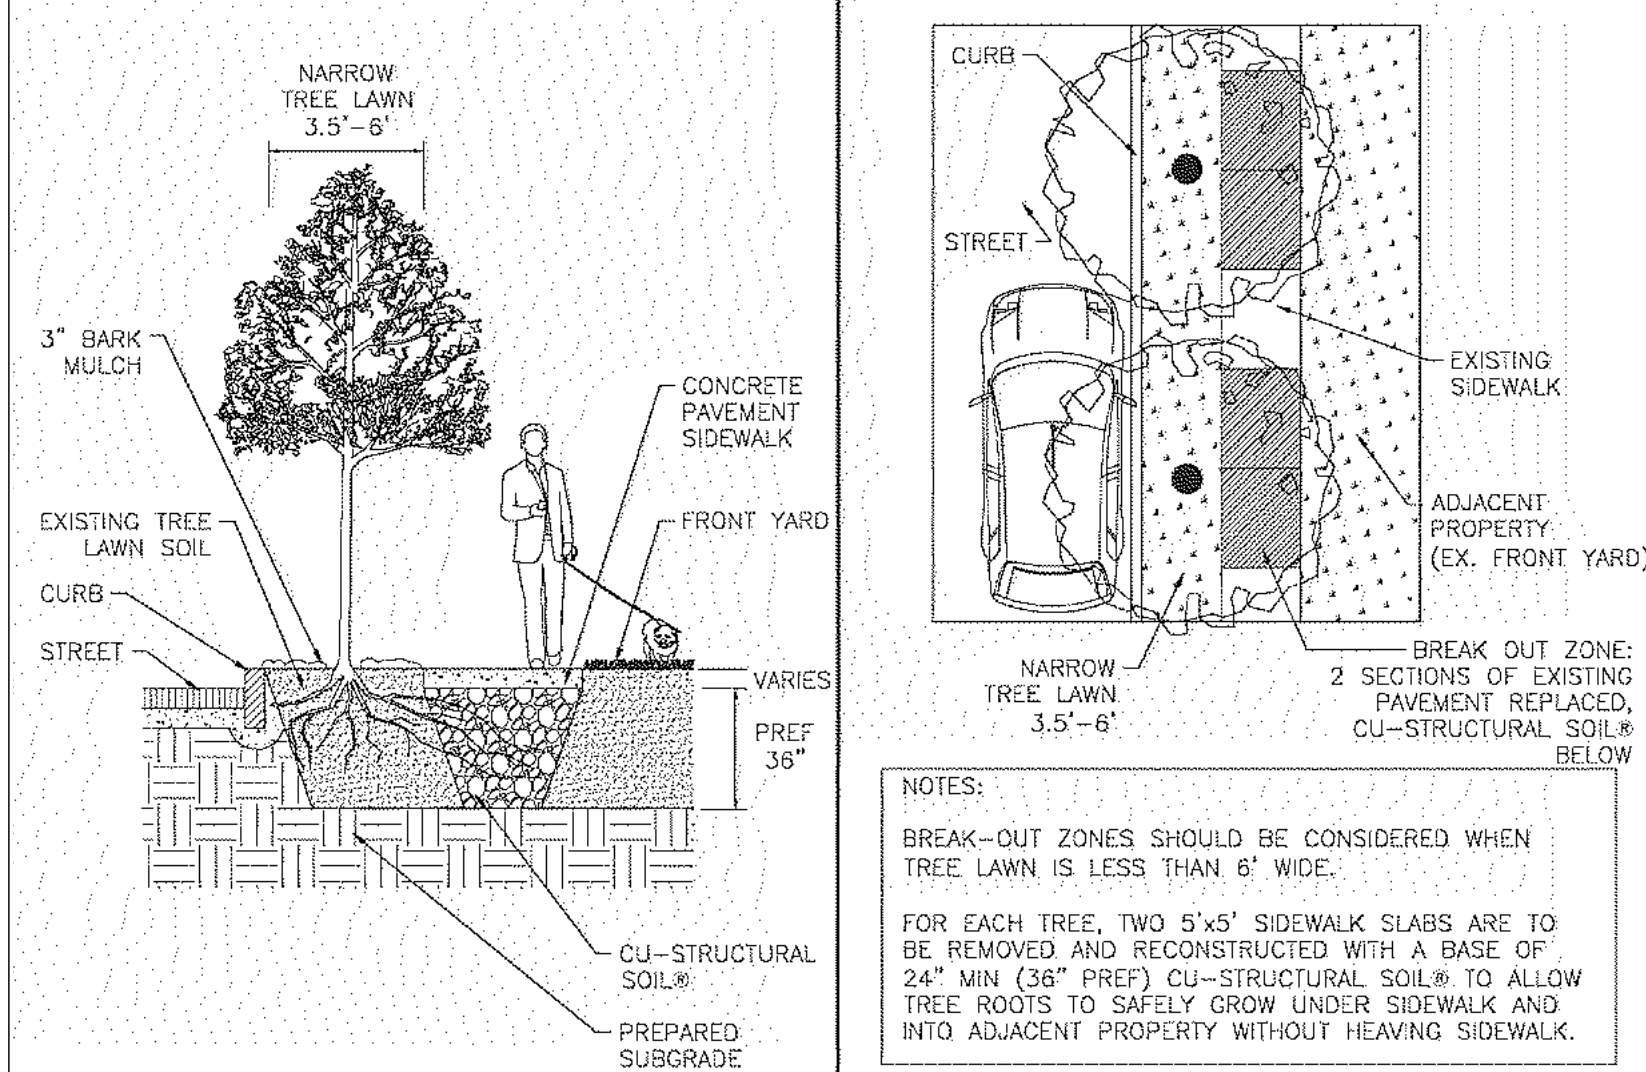 NARROW
TREE LAWN
3.5'-6'
3" BARK
MULCH
EXISTING TREE
LAWN SOIL
CURB
STREET
CONCRETE
PAVEMENT
SIDEWALK
FRONT YARD
VARIES
PREF
36"
CU-STRUCTURAL
SOIL®
PREPARED
SUBGRADE
CURB
STREET
EXISTING
SIDEWALK
ADJACENT
PROPERTY
(EX. FRONT YARD)
NARROW
TREE LAWN
3.5'-6'
BREAK OUT ZONE:
2 SECTIONS OF EXISTING
PAVEMENT REPLACED,
CU-STRUCTURAL SOIL®
BELOW
NOTES:
BREAK-OUT ZONES SHOULD BE CONSIDERED WHEN
TREE LAWN IS LESS THAN 6' WIDE.
FOR EACH TREE, TWO 5'x5' SIDEWALK SLABS ARE TO
BE REMOVED AND RECONSTRUCTED WITH A BASE OF
24" MIN (36" PREF) CU-STRUCTURAL SOIL® TO ALLOW
TREE ROOTS TO SAFELY GROW UNDER SIDEWALK AND
INTO ADJACENT PROPERTY WITHOUT HEAVING SIDEWALK.